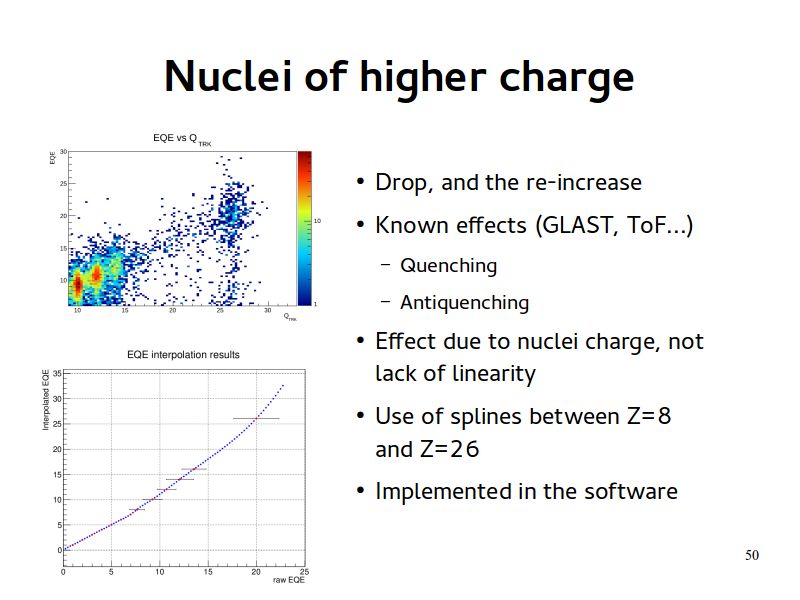 Nuclei of higher charge
EQE vs Q TRK
EQE
30
25
20
15
10
10 15 20 25 30
Q TRK
10
1
EQE interpolation results
Interpolated EQE
35
30
25
20
15
10
5
0
0 5 10 15 20 25
raw EQE
• Drop, and the re-increase
• Known effects (GLAST, ToF...)
– Quenching
– Antiquenching
• Effect due to nuclei charge, not
lack of linearity
• Use of splines between Z=8
and Z=26
• Implemented in the software
50